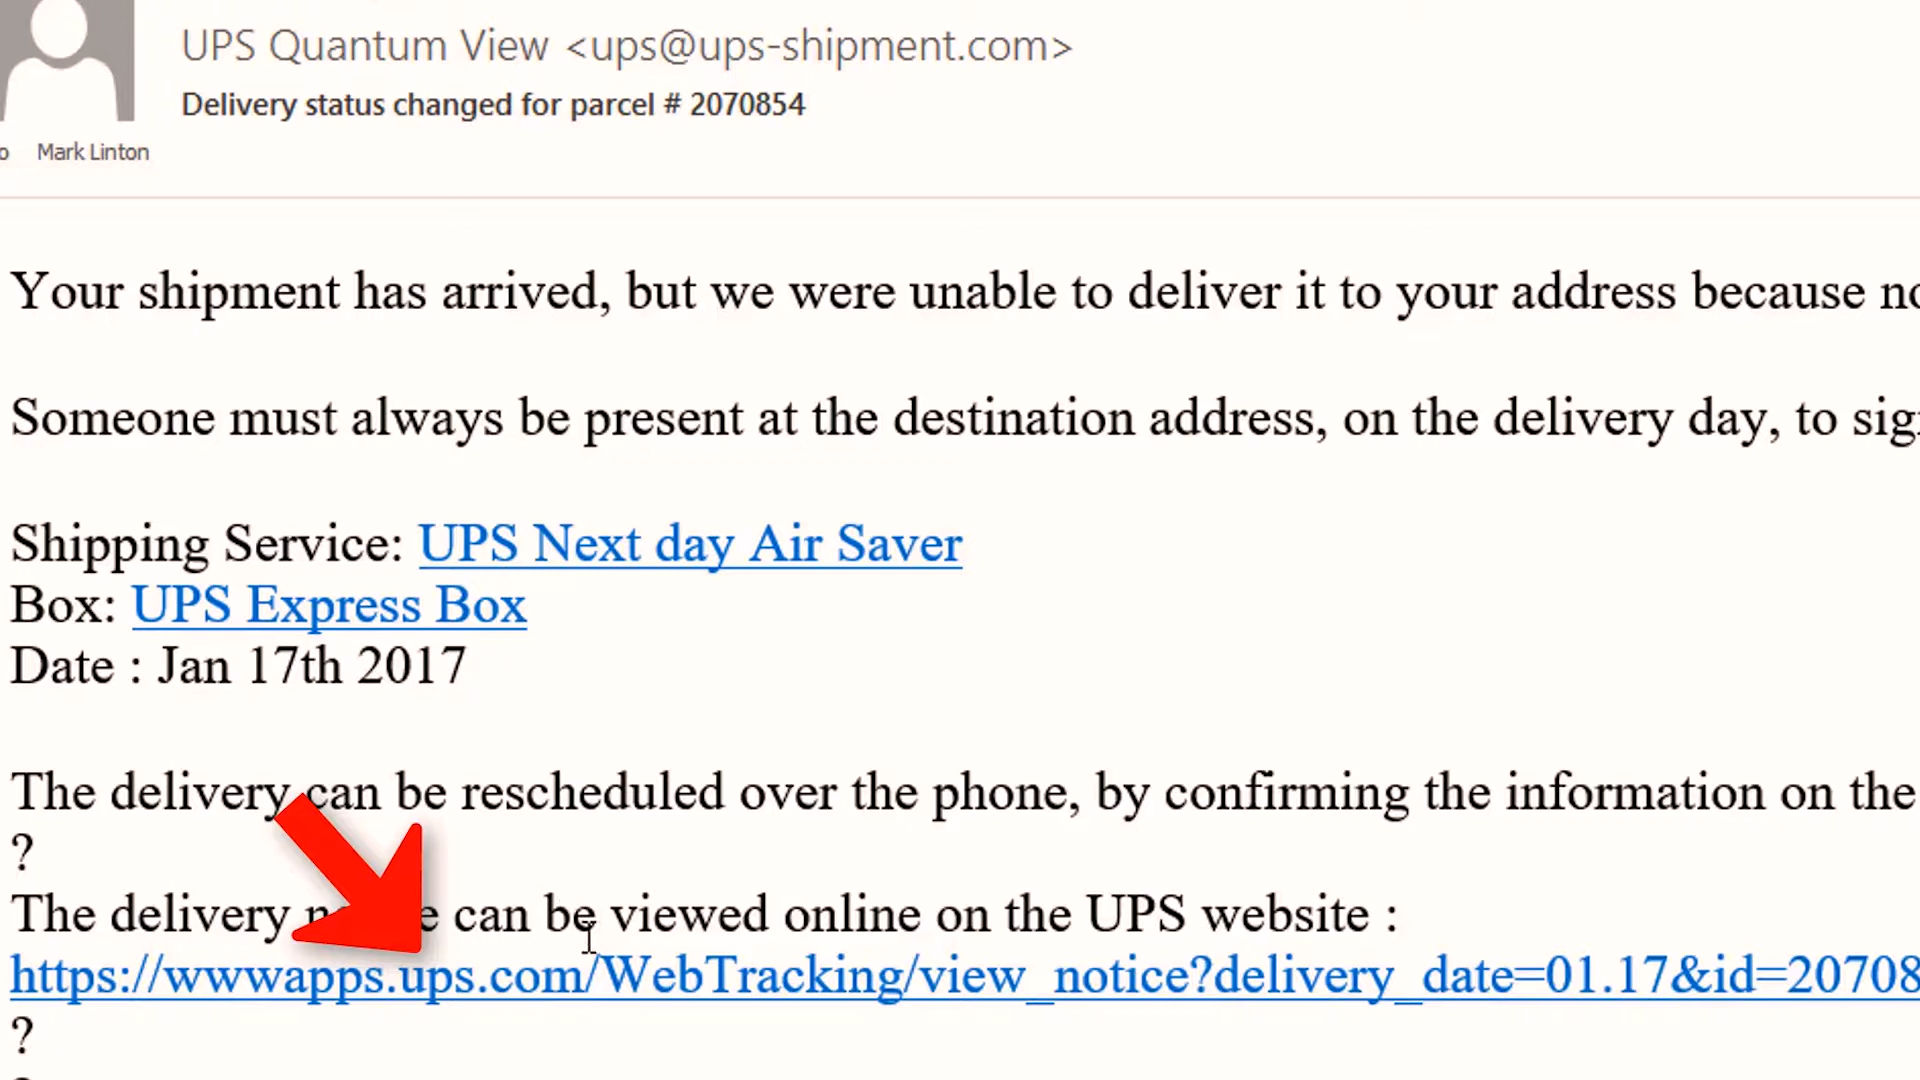 UPS Quantum View <ups@ups-shipment.com>
Delivery status changed for parcel # 2070854
Mark Linton
Your shipment has arrived, but we were unable to deliver it to your address because
Someone must always be present at the destination address, on the delivery day, to
Shipping Service: UPS Next day Air Saver
Box: UPS Express Box
Date : Jan 17th 2017
The delivery can be rescheduled over the phone, by confirming the information on the
?
The delivery can be viewed online on the UPS website :
https://wwwapps.ups.com/WebTracking/view_notice?delivery_date=01.17&id=20708
?